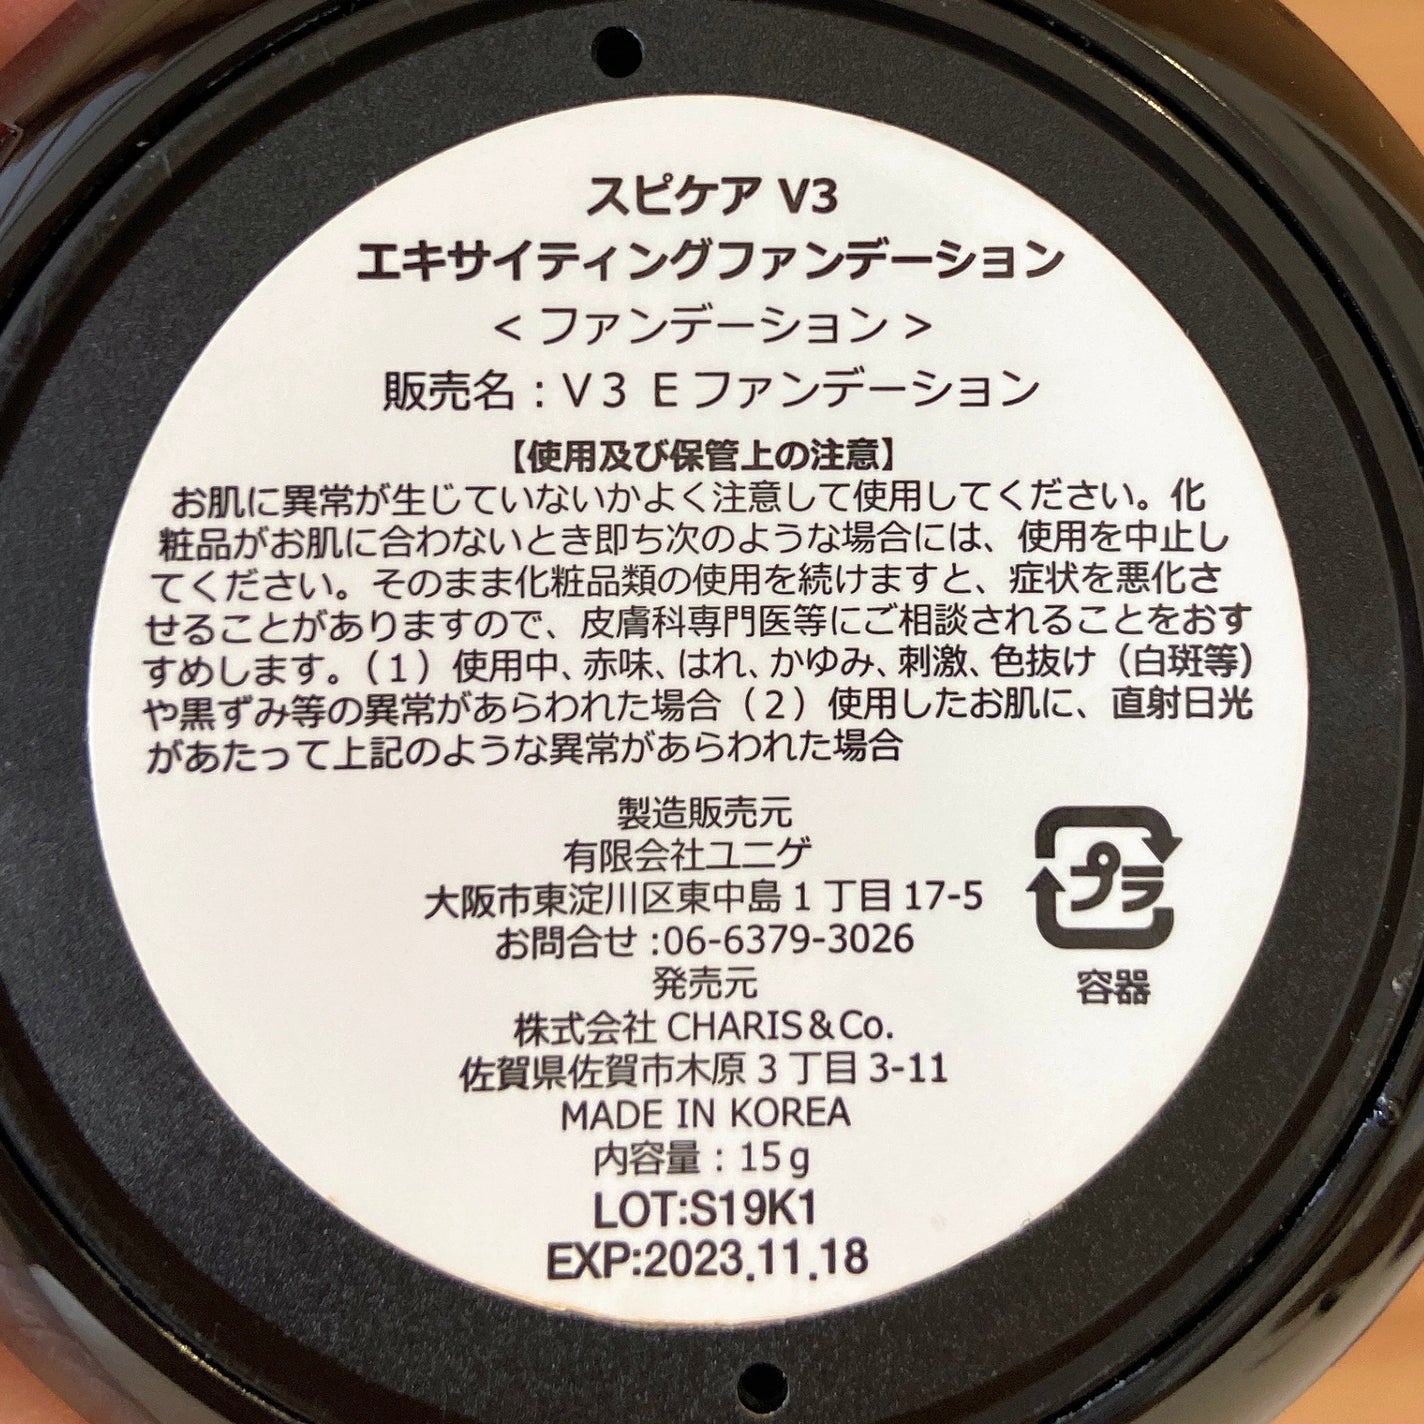 スピケア V3
エキサイティングファンデーション
＜ファンデーション＞
販売名：Ｖ３ Ｅファンデーション
【使用及び保管上の注意】
お肌に異常が生じていないかよく注意して使用してください。化
粧品がお肌に合わないとき即ち次のような場合には、使用を中止し
てください。そのまま化粧品類の使用を続けますと、症状を悪化さ
せることがありますので、皮膚科専門医等にご相談されることをおす
すめします。（１）使用中、赤味、はれ、かゆみ、刺激、色抜け（白斑等）
や黒ずみ等の異常があらわれた場合（２）使用したお肌に、直射日光
があたって上記のような異常があらわれた場合
製造販売元
有限会社ユニゲ
大阪市東淀川区東中島 1 丁目 17-5
お問合せ :06-6379-3026
発売元
株式会社 CHARIS＆Co.
佐賀県佐賀市木原 3 丁目 3-11
MADE IN KOREA
内容量：15ｇ
LOT:S19K1
EXP:2023.11.18
プラ
容器